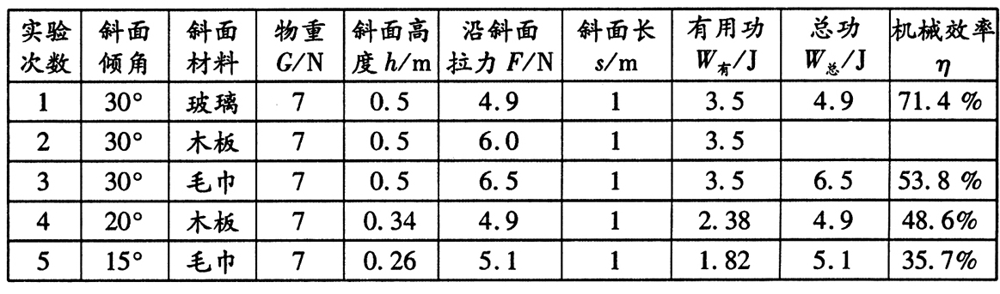 实验次数 斜面倾角 斜面材料 物重G/N 斜面高度 h/m 沿斜面拉力 F/N 斜面长s/m 有用功W有/J 总功W总/J 机械效率η
1 30° 玻璃 7 0.5 4.9 1 3.5 4.9 71.4 %
2 30° 木板 7 0.5 6.0 1 3.5
3 30° 毛巾 7 0.5 6.5 1 3.5 6.5 53.8 %
4 20° 木板 7 0.34 4.9 1 2.38 4.9 48.6%
5 15° 毛巾 7 0.26 5.1 1 1.82 5.1 35.7%